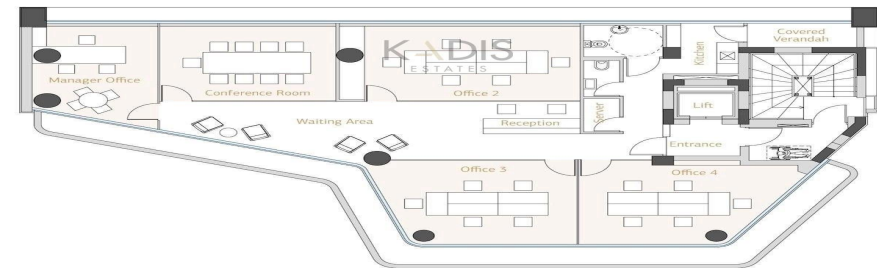 KADIS
ESTATES
Covered
Verandah
Kitchen
Manager Office
Conference Room
Office 2
Server
Lift
Waiting Area
Reception
Entrance
Office 3
Office 4